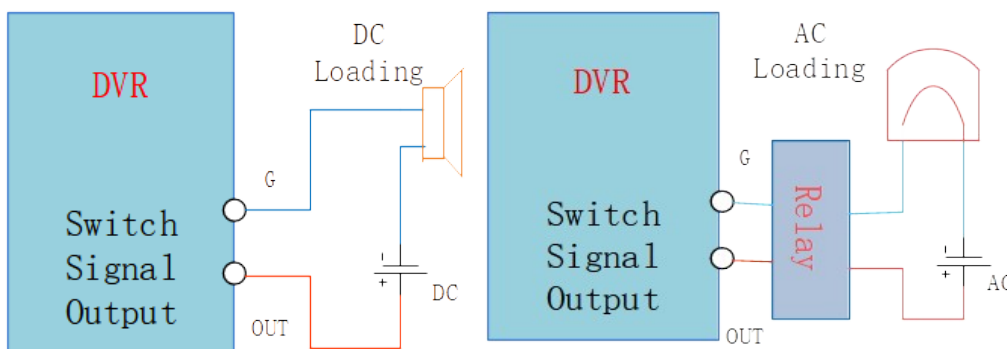 DVR
DC
Loading
G
Switch
Signal
Output
OUT
-
+
DC
DVR
AC
Loading
G
Relay
Switch
Signal
Output
OUT
-
+
AC